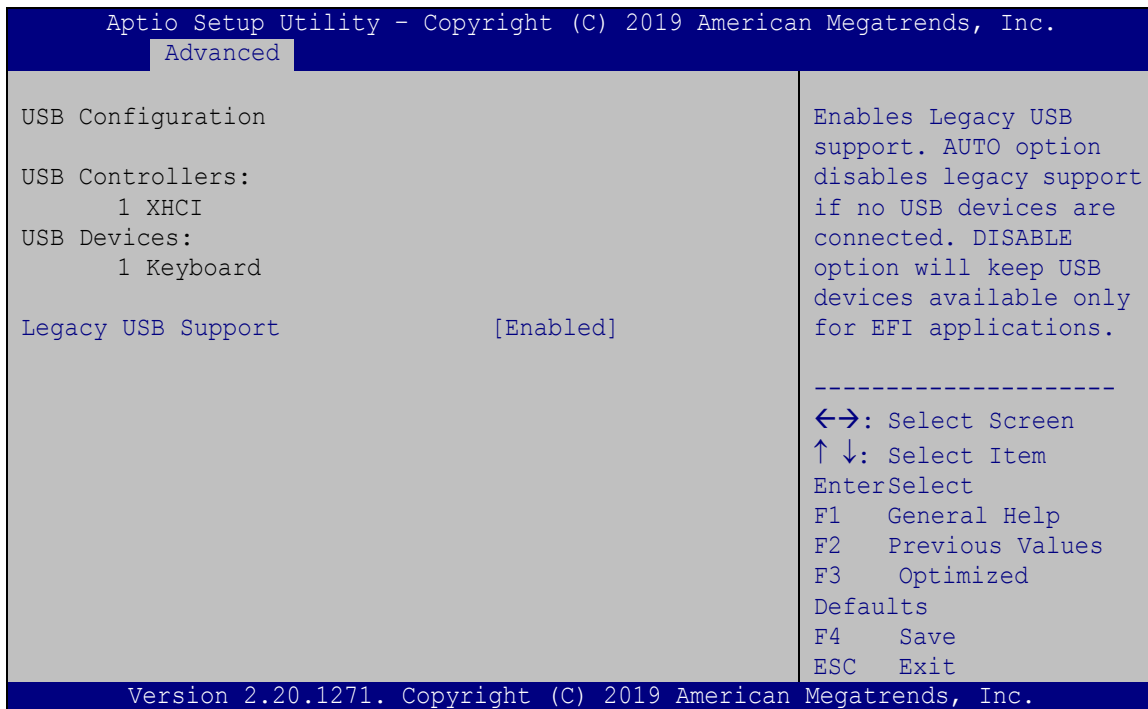 Aptio Setup Utility – Copyright (C) 2019 American Megatrends, Inc.
Advanced
USB Configuration
USB Controllers:
1 XHCI
USB Devices:
1 Keyboard
Legacy USB Support [Enabled]
Enables Legacy USB
support. AUTO option
disables legacy support
if no USB devices are
connected. DISABLE
option will keep USB
devices available only
for EFI applications.
---------------------
←→: Select Screen
↑ ↓: Select Item
EnterSelect
F1 General Help
F2 Previous Values
F3 Optimized
Defaults
F4 Save
ESC Exit
Version 2.20.1271. Copyright (C) 2019 American Megatrends, Inc.